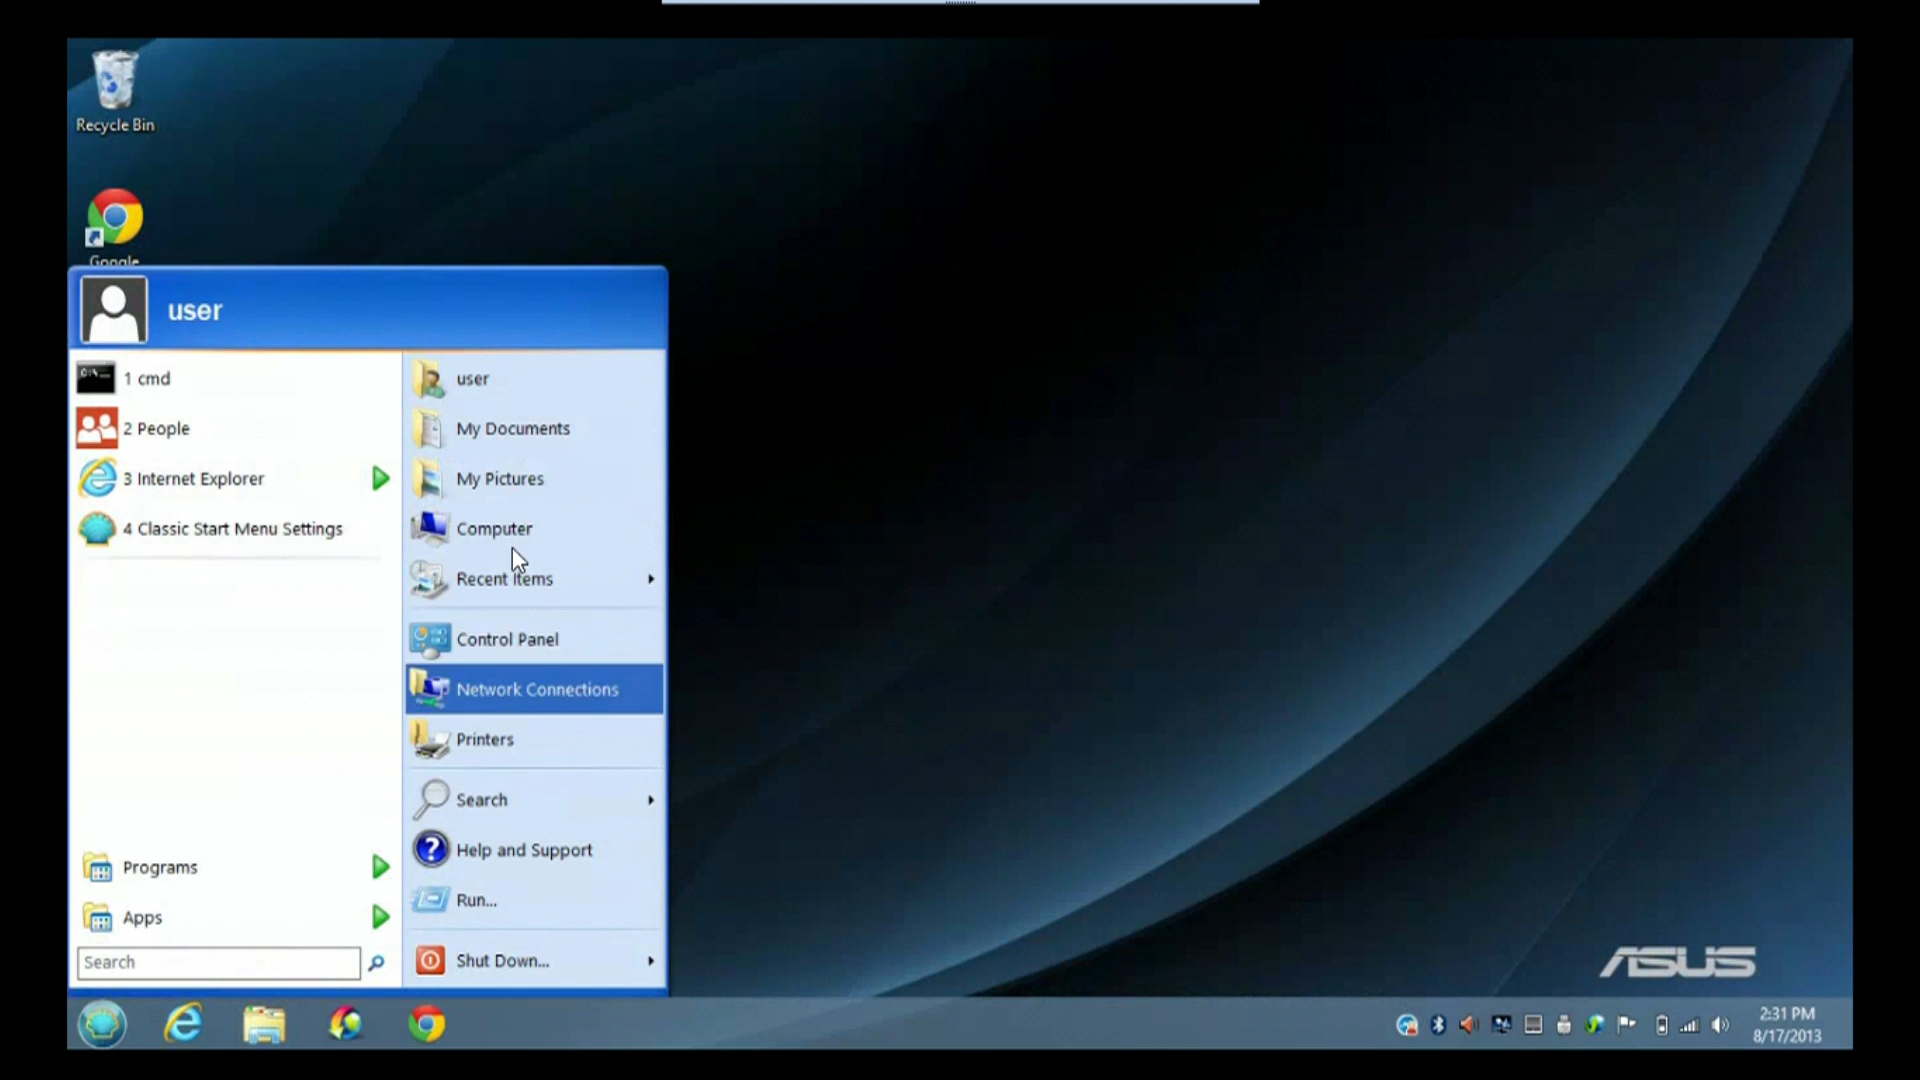 Recycle Bin
Google
user
1 cmd
2 People
3 Internet Explorer
4 Classic Start Menu Settings
Programs
Apps
Search
user
My Documents
My Pictures
Computer
Recent Items
Control Panel
Network Connections
Printers
Search
Help and Support
Run...
Shut Down...
ASUS
2:31 PM
8/17/2013